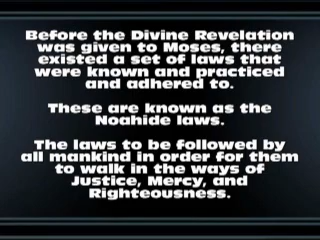 Before the Divine Revelation
was given to Moses, there
existed a set of laws that
were known and practiced
and adhered to.
These are known as the
Noahide laws.
The laws to be followed by
all mankind in order for them
to walk in the ways of
Justice, Mercy, and
Righteousness.